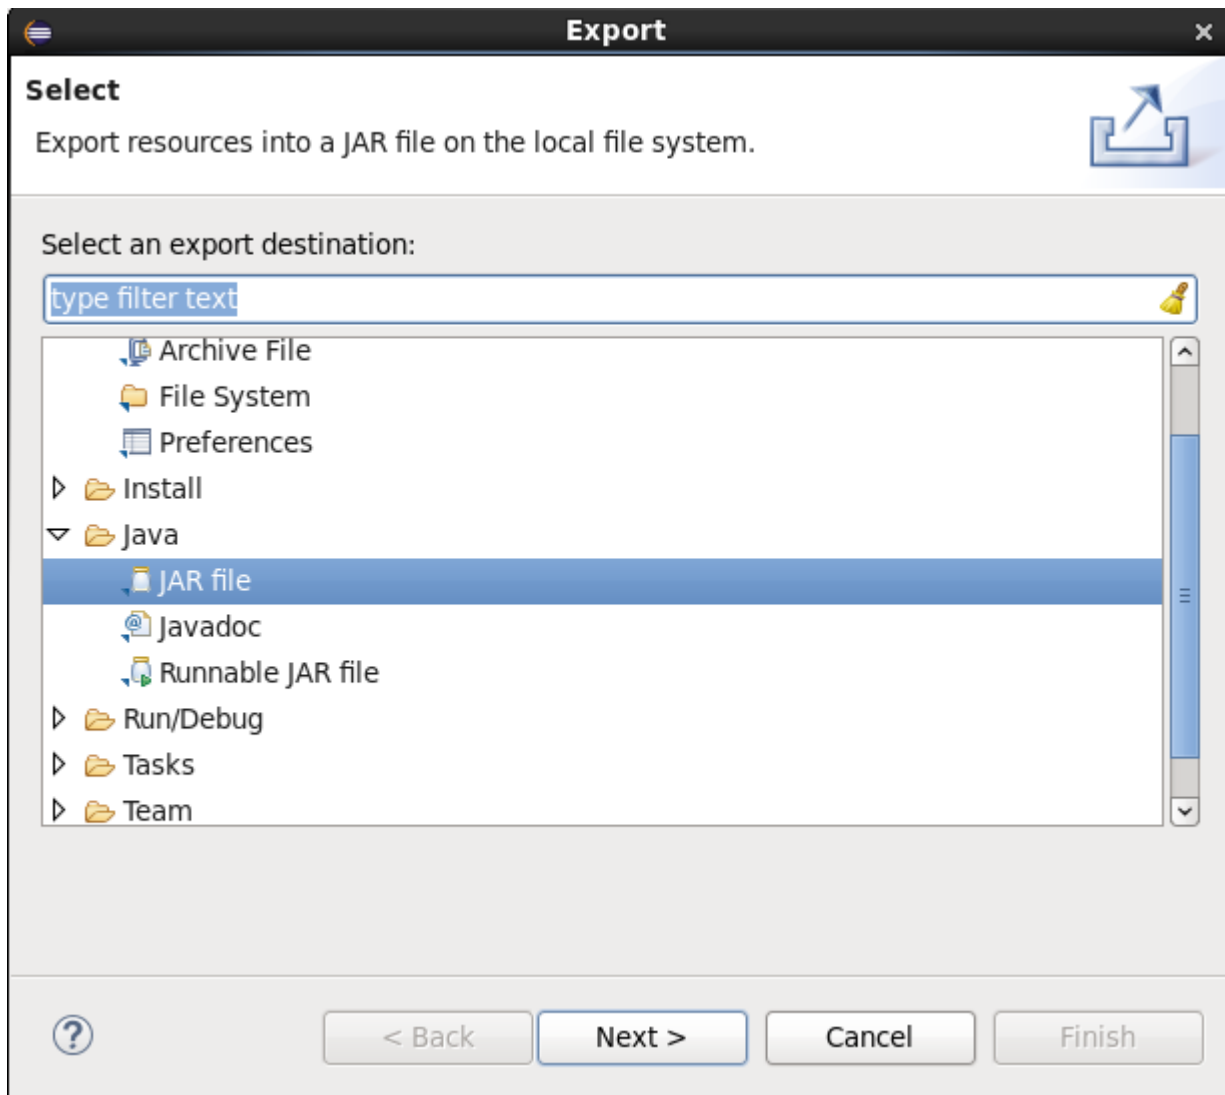 Export
Select
Export resources into a JAR file on the local file system.
Select an export destination:
type filter text
Archive File
File System
Preferences
Install
Java
JAR file
Javadoc
Runnable JAR file
Run/Debug
Tasks
Team
< Back Next > Cancel Finish